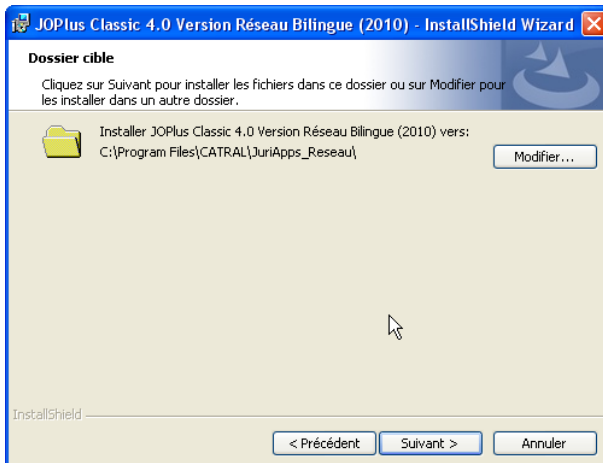 JOPlus Classic 4.0 Version Réseau Bilingue (2010) - InstallShield Wizard
Dossier cible
Cliquez sur Suivant pour installer les fichiers dans ce dossier ou sur Modifier pour
les installer dans un autre dossier.
Installer JOPlus Classic 4.0 Version Réseau Bilingue (2010) vers:
C:\Program Files\CATRAL\JuriApps_Reseau\
Modifier...
InstallShield
< Précédent
Suivant >
Annuler